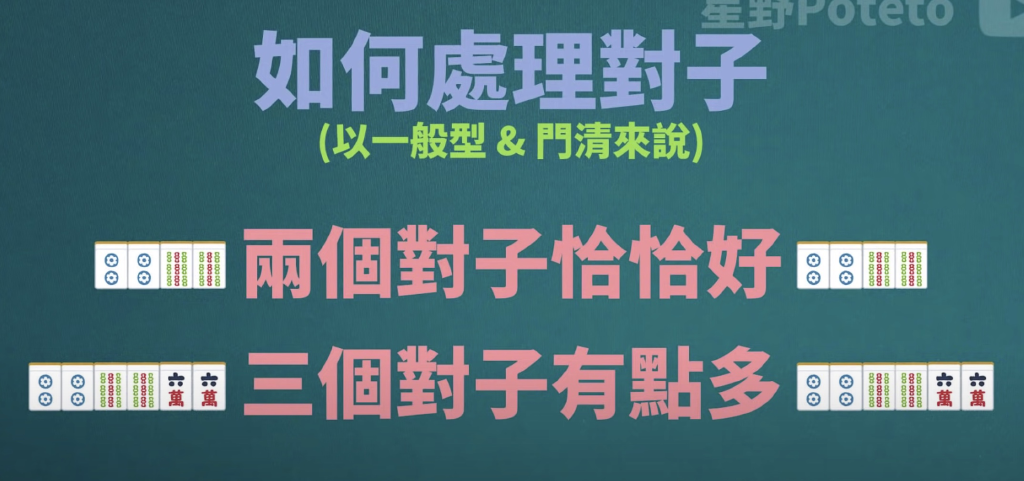 星野Poteto
如何處理對子
(以一般型 & 門清來說)
兩個對子恰恰好
六萬 六萬 三個對子有點多 六萬 六萬